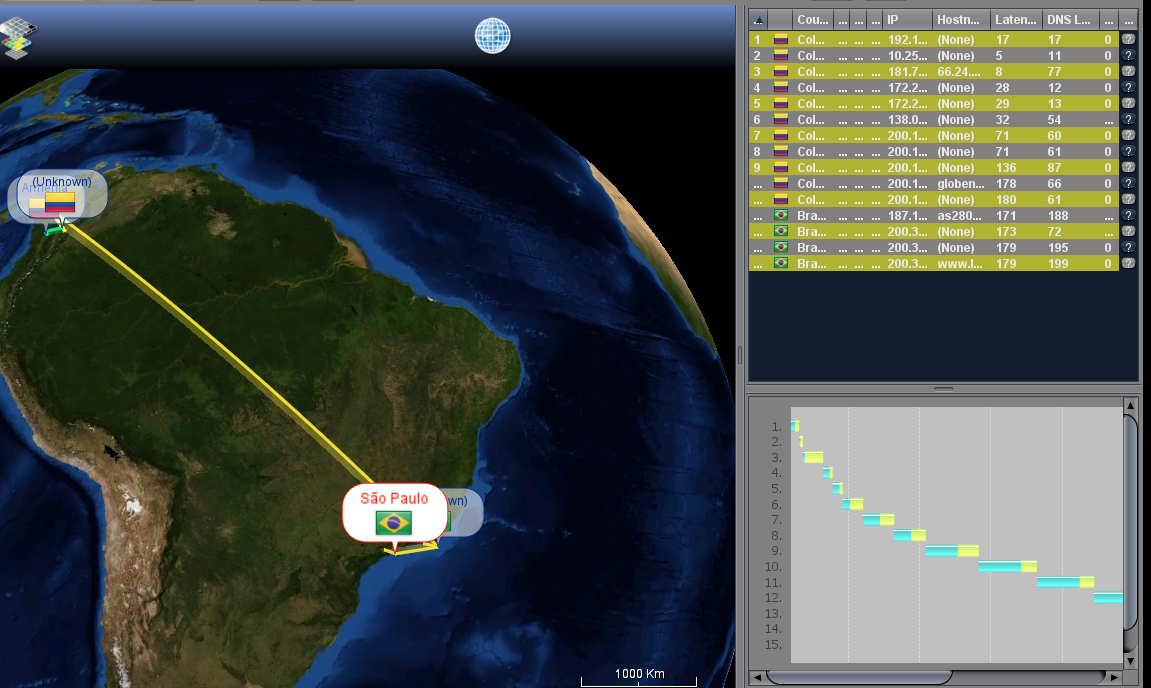 Cou... ... ... ... IP Hostn... Laten... DNS L... ... ...
1 Col... ... ... ... 192.1... (None) 17 17 0 ?
2 Col... ... ... ... 10.25... (None) 5 11 0 ?
3 Col... ... ... ... 181.7... 66.24.... 8 77 0 ?
4 Col... ... ... ... 172.2... (None) 28 12 0 ?
5 Col... ... ... ... 172.2... (None) 29 13 0 ?
6 Col... ... ... ... 138.0... (None) 32 54 ... ?
7 Col... ... ... ... 200.1... (None) 71 60 0 ?
8 Col... ... ... ... 200.1... (None) 71 61 0 ?
9 Col... ... ... ... 200.1... (None) 136 87 0 ?
... Col... ... ... ... 200.1... globen... 178 66 0 ?
... Col... ... ... ... 200.1... (None) 180 61 0 ?
... Bra... ... ... ... 187.1... as280... 171 188 ... ?
... Bra... ... ... ... 200.3... (None) 173 72 ... ?
... Bra... ... ... ... 200.3... (None) 179 195 0 ?
... Bra... ... ... ... 200.3... www.l... 179 199 0 ?
(Unknown)
Armenia
São Paulo
wn)
1000 Km
1.
2.
3.
4.
5.
6.
7.
8.
9.
10.
11.
12.
13.
14.
15.